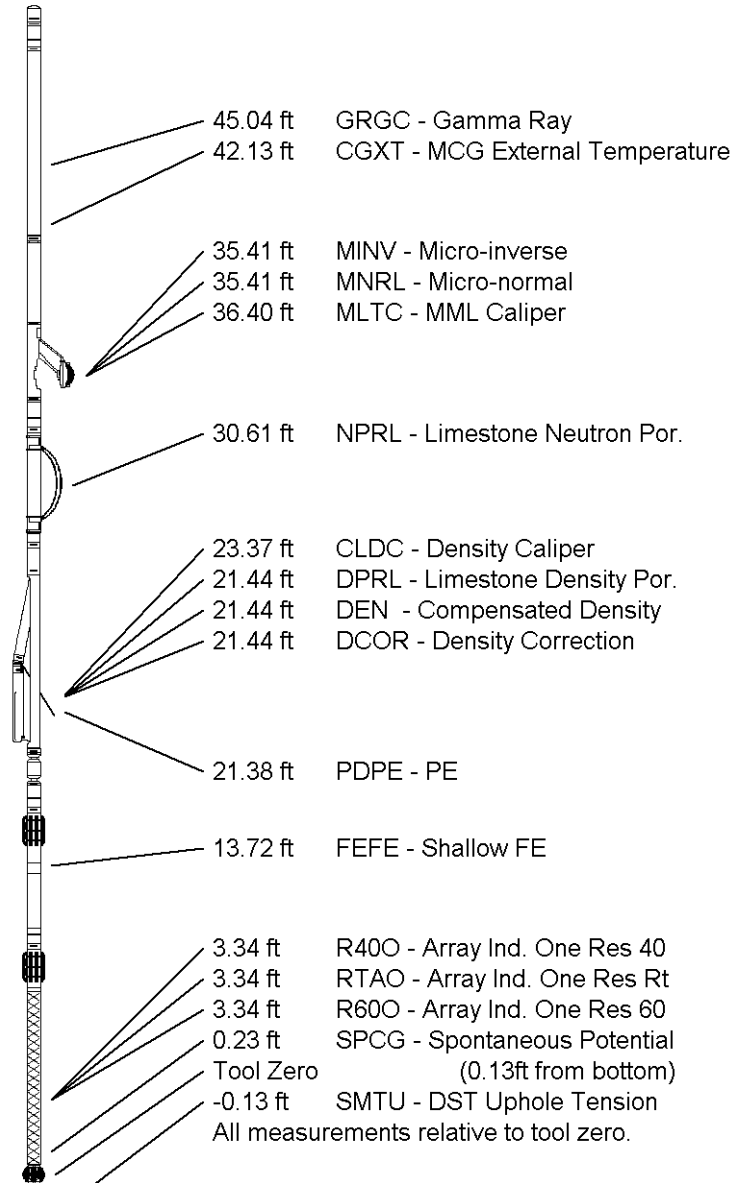 45.04 ft GRGC - Gamma Ray
42.13 ft CGXT - MCG External Temperature
35.41 ft MINV - Micro-inverse
35.41 ft MNRL - Micro-normal
36.40 ft MLTC - MML Caliper
30.61 ft NPRL - Limestone Neutron Por.
23.37 ft CLDC - Density Caliper
21.44 ft DPRL - Limestone Density Por.
21.44 ft DEN - Compensated Density
21.44 ft DCOR - Density Correction
21.38 ft PDPE - PE
13.72 ft FEFE - Shallow FE
3.34 ft R40O - Array Ind. One Res 40
3.34 ft RTAO - Array Ind. One Res Rt
3.34 ft R60O - Array Ind. One Res 60
0.23 ft SPCG - Spontaneous Potential
Tool Zero (0.13ft from bottom)
-0.13 ft SMTU - DST Uphole Tension
All measurements relative to tool zero.